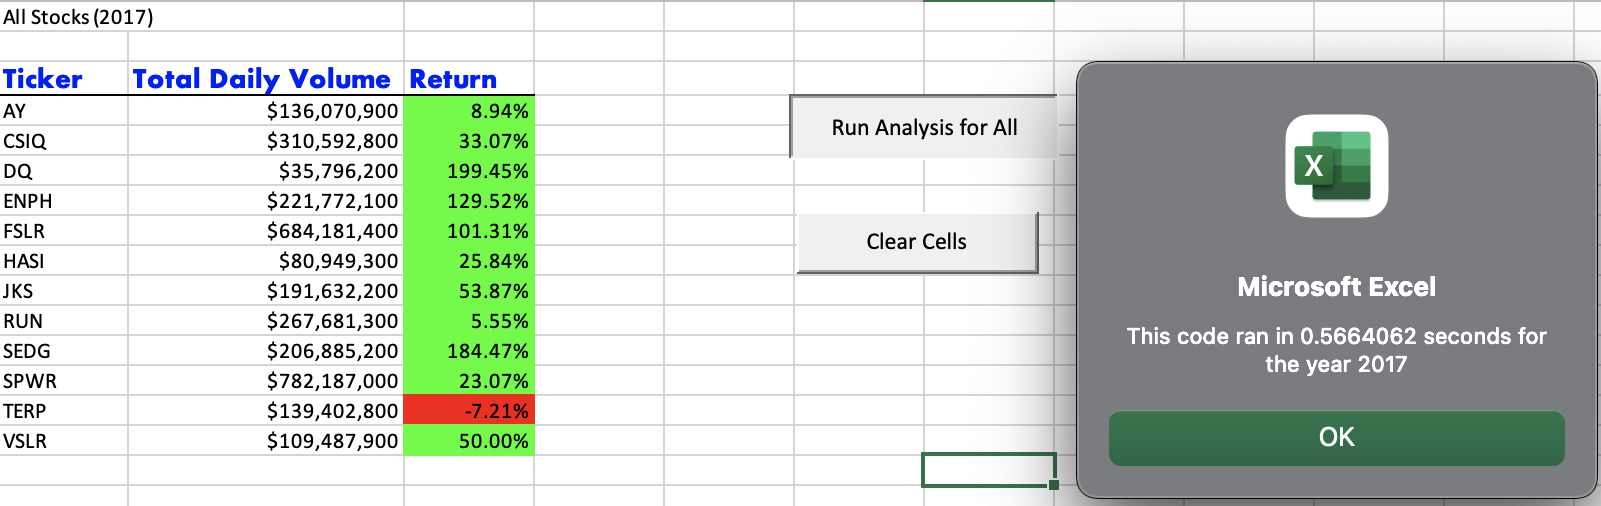 All Stocks (2017)
Ticker Total Daily Volume Return
AY $136,070,900 8.94%
CSIQ $310,592,800 33.07%
DQ $35,796,200 199.45%
ENPH $221,772,100 129.52%
FSLR $684,181,400 101.31%
HASI $80,949,300 25.84%
JKS $191,632,200 53.87%
RUN $267,681,300 5.55%
SEDG $206,885,200 184.47%
SPWR $782,187,000 23.07%
TERP $139,402,800 -7.21%
VSLR $109,487,900 50.00%
Run Analysis for All
Clear Cells
X
Microsoft Excel
This code ran in 0.5664062 seconds for
the year 2017
OK